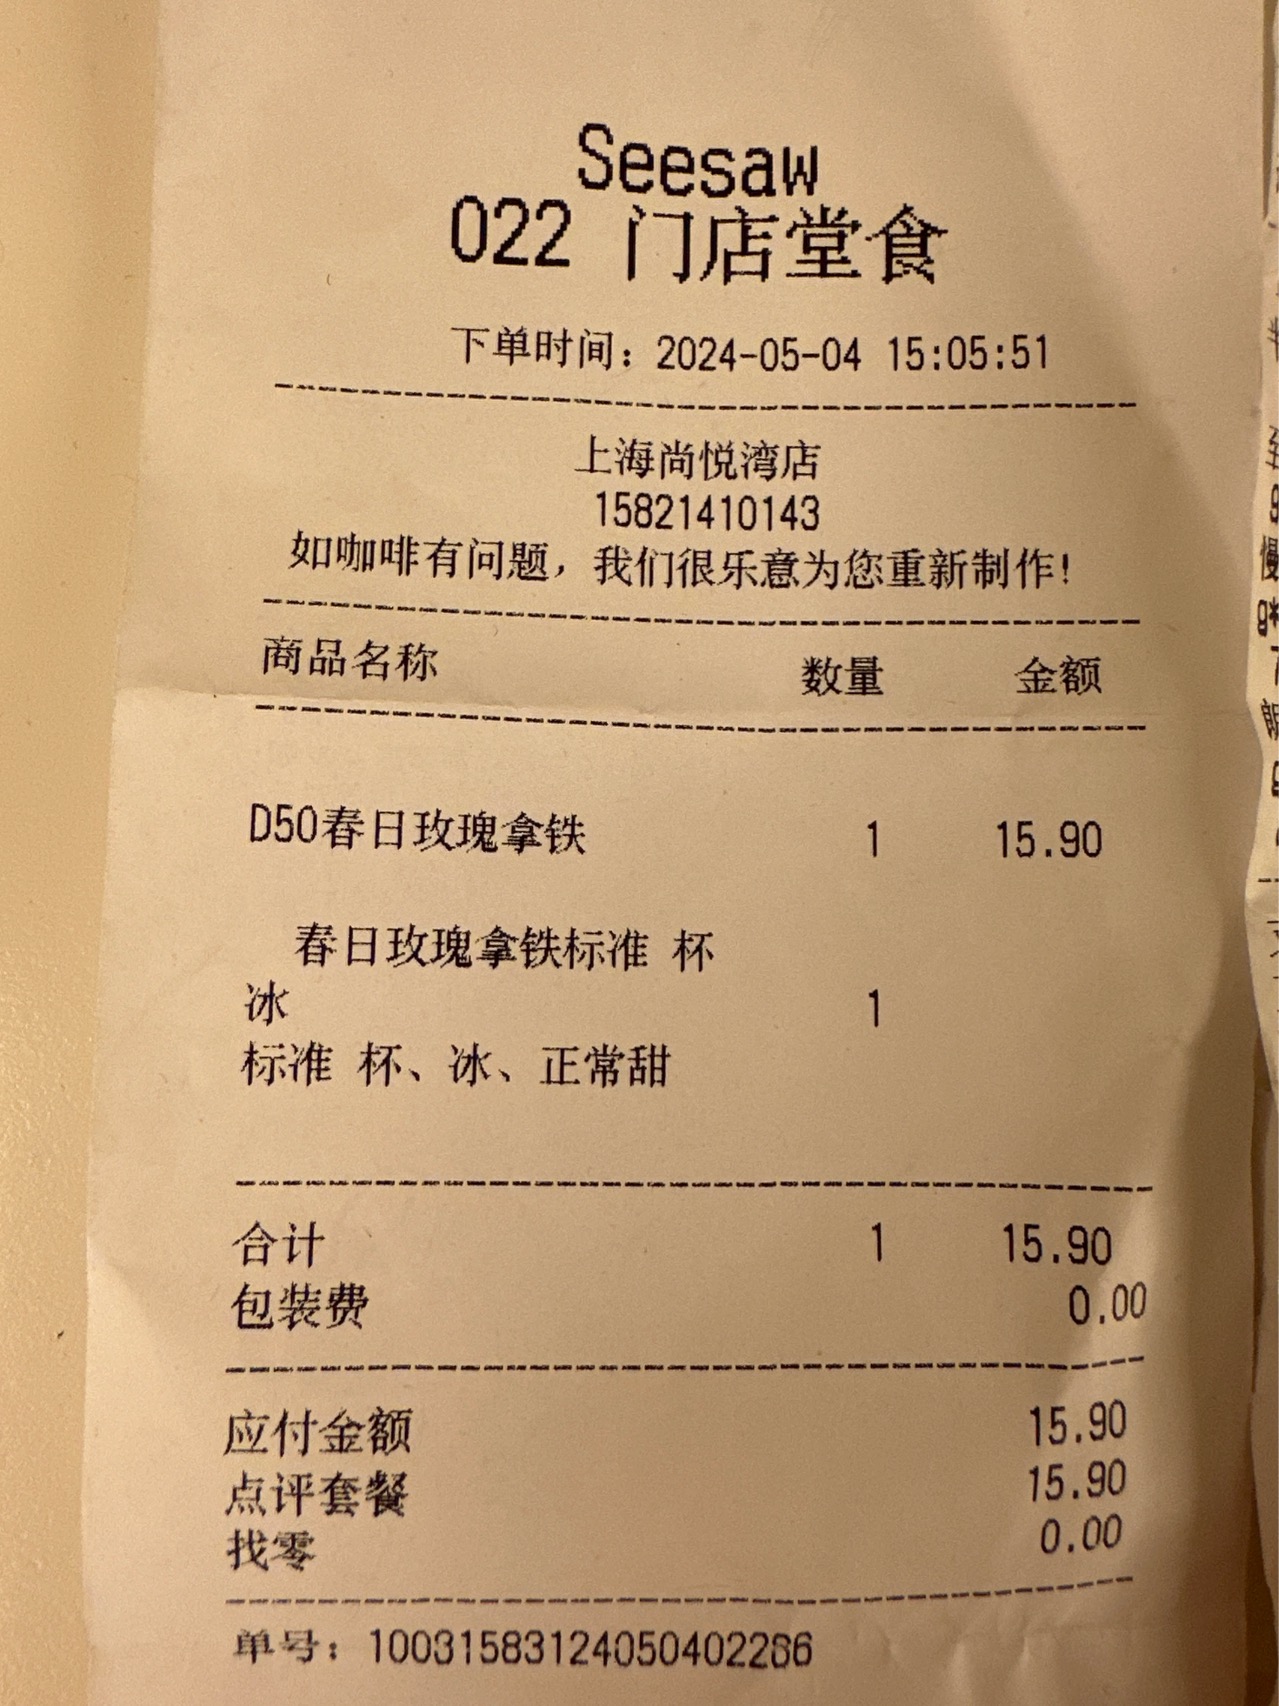 Seesaw
022 门店堂食
下单时间：2024-05-04 15:05:51
上海尚悦湾店
15821410143
如咖啡有问题，我们很乐意为您重新制作！
商品名称 数量 金额
D50春日玫瑰拿铁 1 15.90
春日玫瑰拿铁标准 杯
冰 1
标准 杯、冰、正常甜
合计 1 15.90
包装费 0.00
应付金额 15.90
点评套餐 15.90
找零 0.00
单号：10031583124050402286